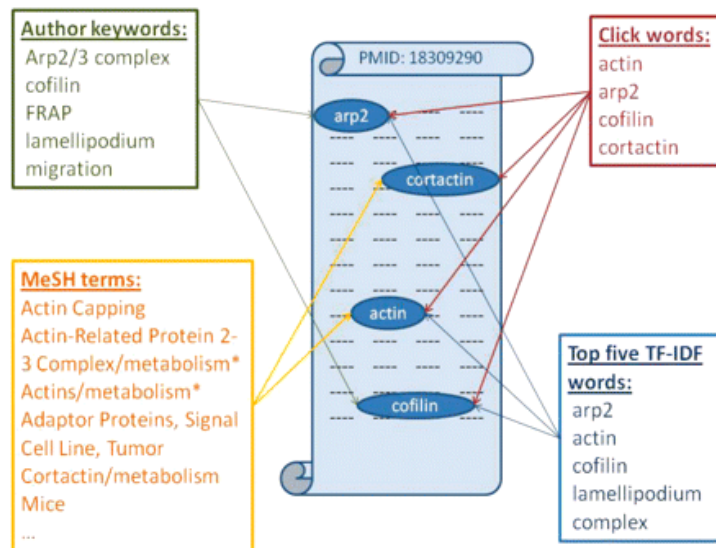 Author keywords:
Arp2/3 complex
cofilin
FRAP
lamellipodium
migration
PMID: 18309290
arp2
cortactin
actin
cofilin
Click words:
actin
arp2
cofilin
cortactin
MeSH terms:
Actin Capping
Actin-Related Protein 2-
3 Complex/metabolism*
Actins/metabolism*
Adaptor Proteins, Signal
Cell Line, Tumor
Cortactin/metabolism
Mice
...
Top five TF-IDF
words:
arp2
actin
cofilin
lamellipodium
complex